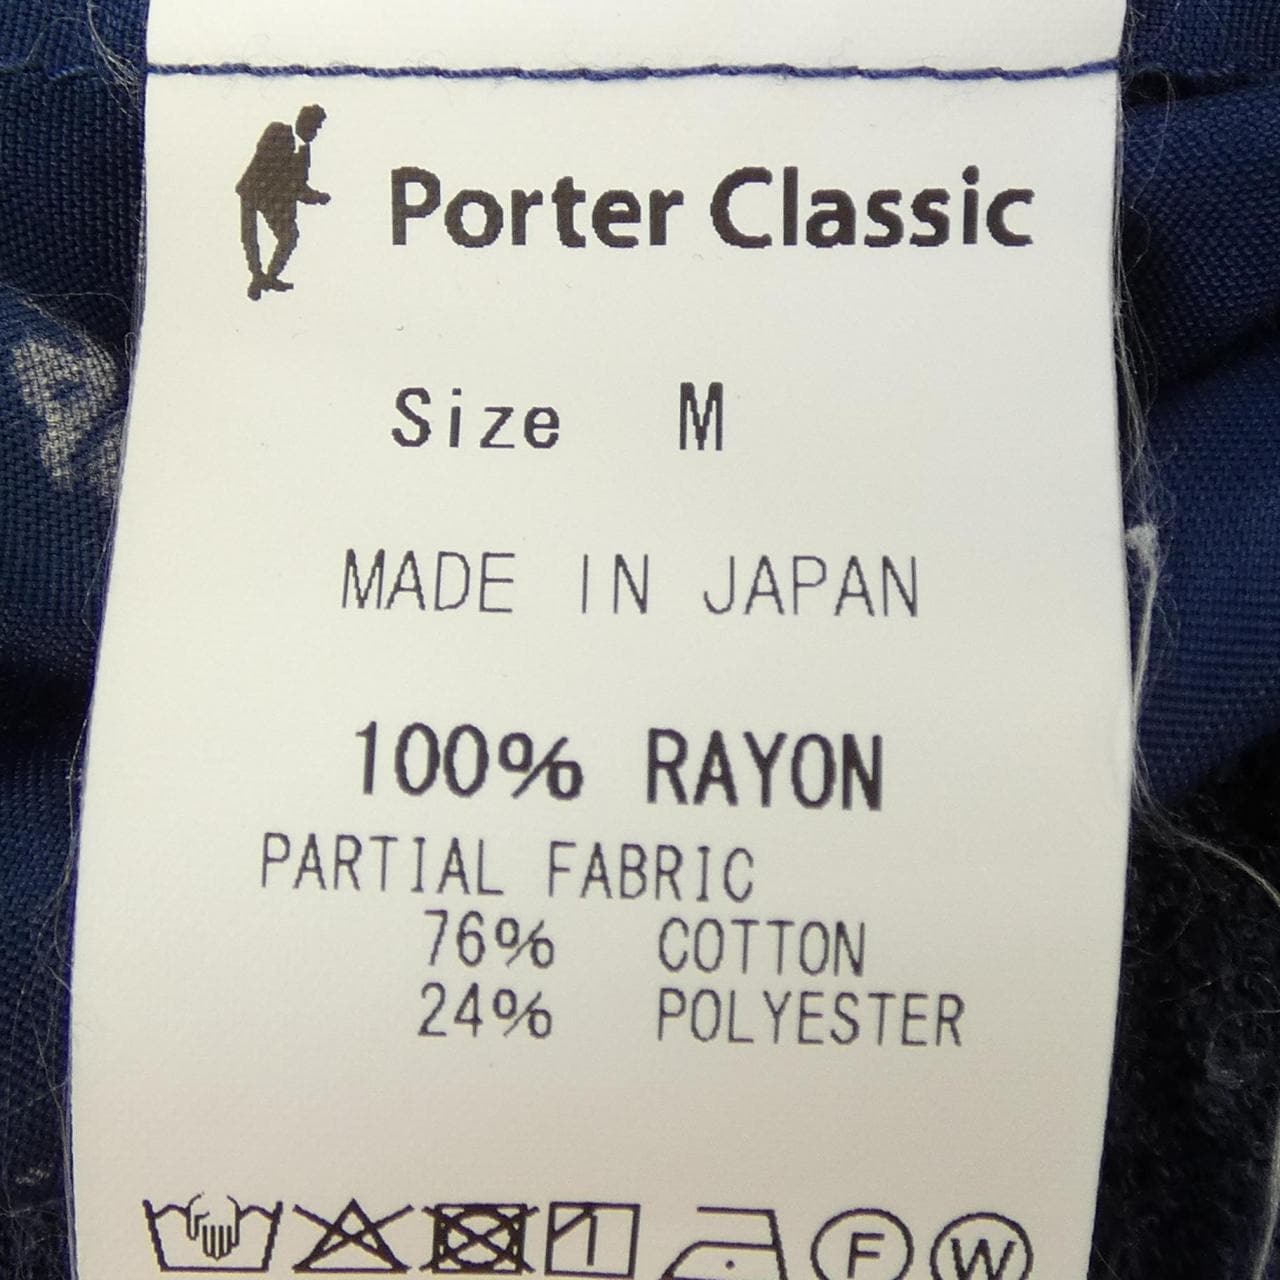 Porter Classic
Size M
MADE IN JAPAN
100% RAYON
PARTIAL FABRIC
76% COTTON
24% POLYESTER
F W